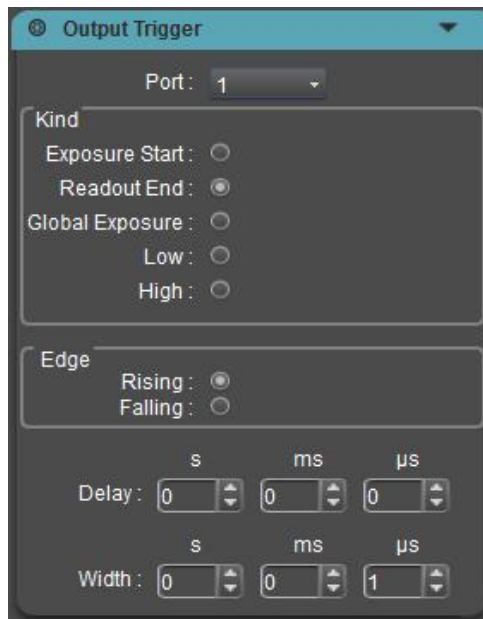 Output Trigger
Port : 1
Kind
Exposure Start :
Readout End :
Global Exposure :
Low :
High :
Edge
Rising :
Falling :
s ms µs
Delay : 0 0 0
s ms µs
Width : 0 0 1